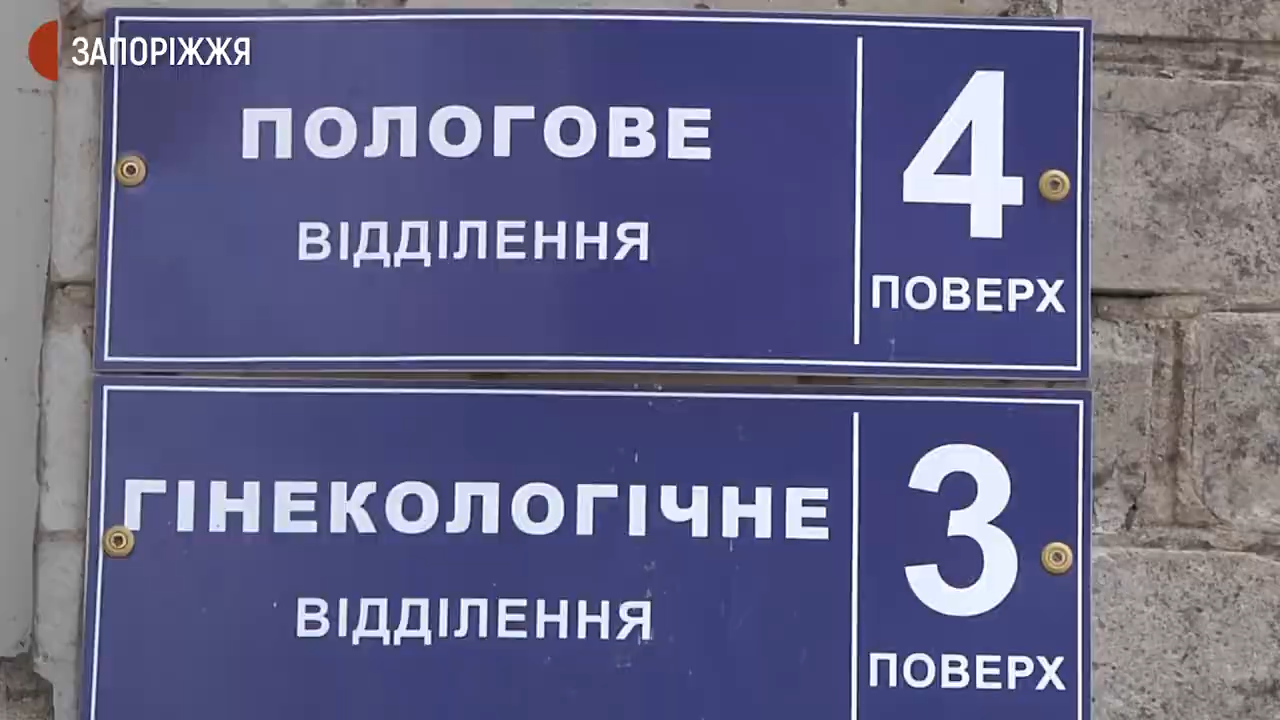 ЗАПОРІЖЖЯ
ПОЛОГОВЕ
ВІДДІЛЕННЯ
4
ПОВЕРХ
ГІНЕКОЛОГІЧНЕ
ВІДДІЛЕННЯ
3
ПОВЕРХ